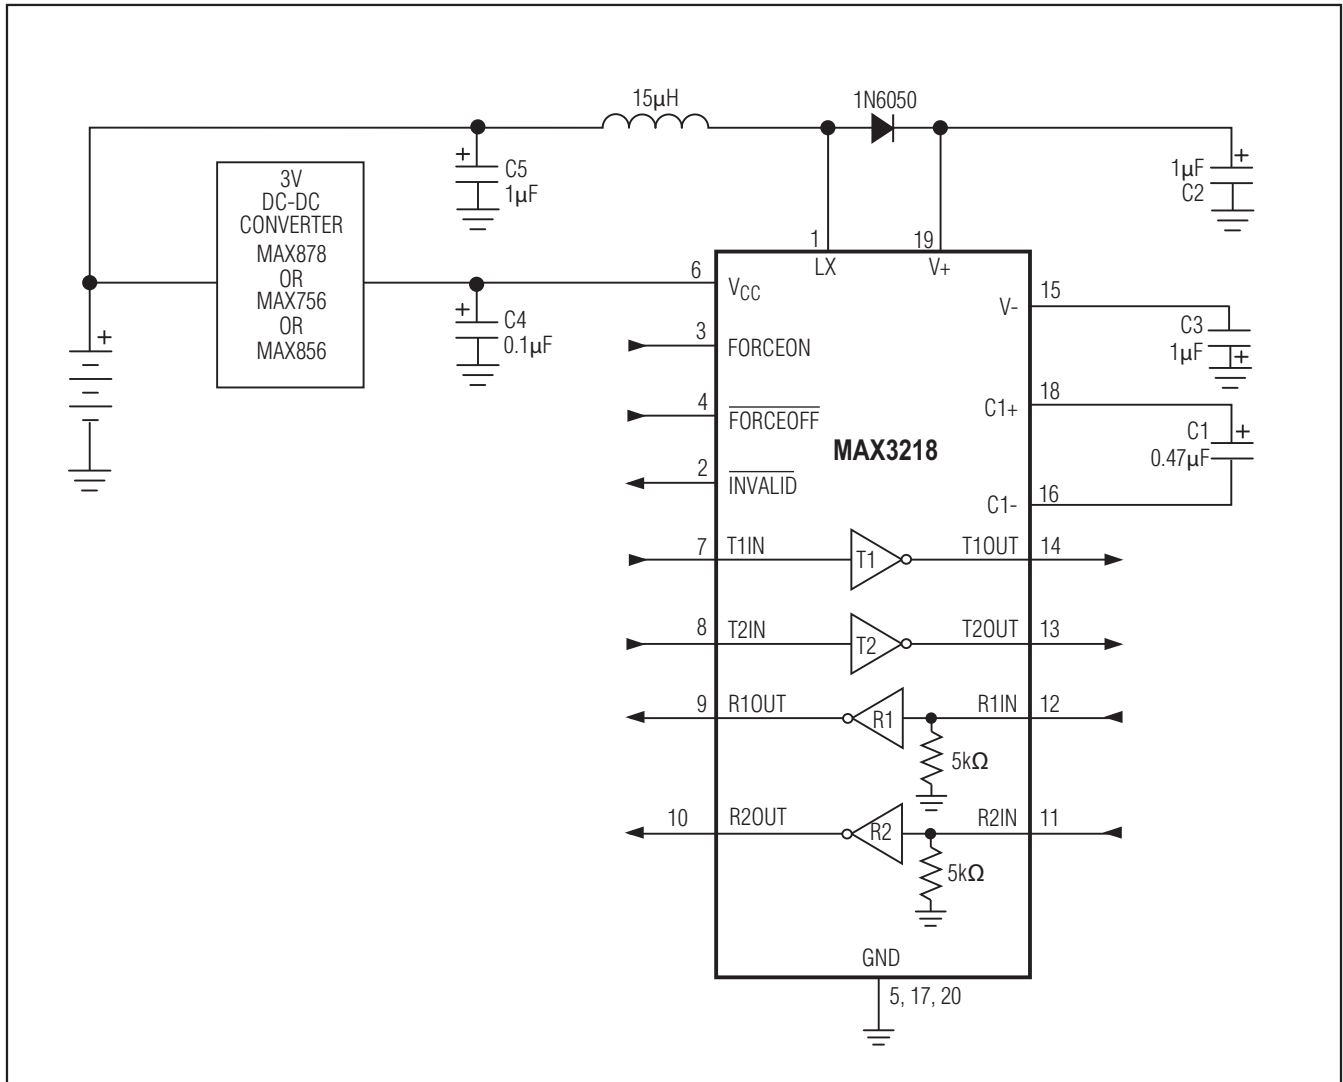 15µH
1N6050
+
C5
1µF
1µF
+
C2
3V
DC-DC
CONVERTER
MAX878
OR
MAX756
OR
MAX856
+
+
C4
0.1µF
1
LX
19
V+
6
VCC
3
FORCEON
4
FORCEOFF
2
INVALID
MAX3218
V-
15
C3
1µF
+
C1+
18
C1
0.47µF
+
C1-
16
7
T1IN
T1
T1OUT
14
8
T2IN
T2
T2OUT
13
9
R1OUT
R1
R1IN
12
5kΩ
10
R2OUT
R2
R2IN
11
5kΩ
GND
5, 17, 20